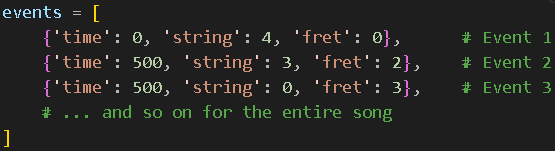 events = [
    {'time': 0, 'string': 4, 'fret': 0},      # Event 1
    {'time': 500, 'string': 3, 'fret': 2},    # Event 2
    {'time': 500, 'string': 0, 'fret': 3},    # Event 3
    # ... and so on for the entire song
]